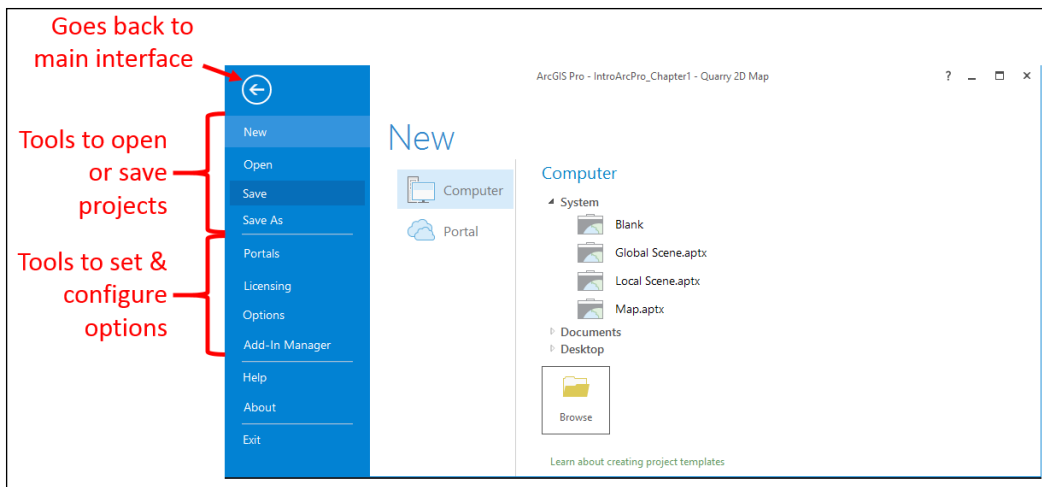 Goes back to
main interface
ArcGIS Pro - IntroArcPro_Chapter1 - Quarry 2D Map
?
Tools to open
or save
projects
New
Open
Save
Save As
Tools to set &
configure
options
Portals
Licensing
Options
Add-In Manager
Help
About
Exit
New
Computer
Portal
Computer
System
Blank
Global Scene.aptx
Local Scene.aptx
Map.aptx
Documents
Desktop
Browse
Learn about creating project templates